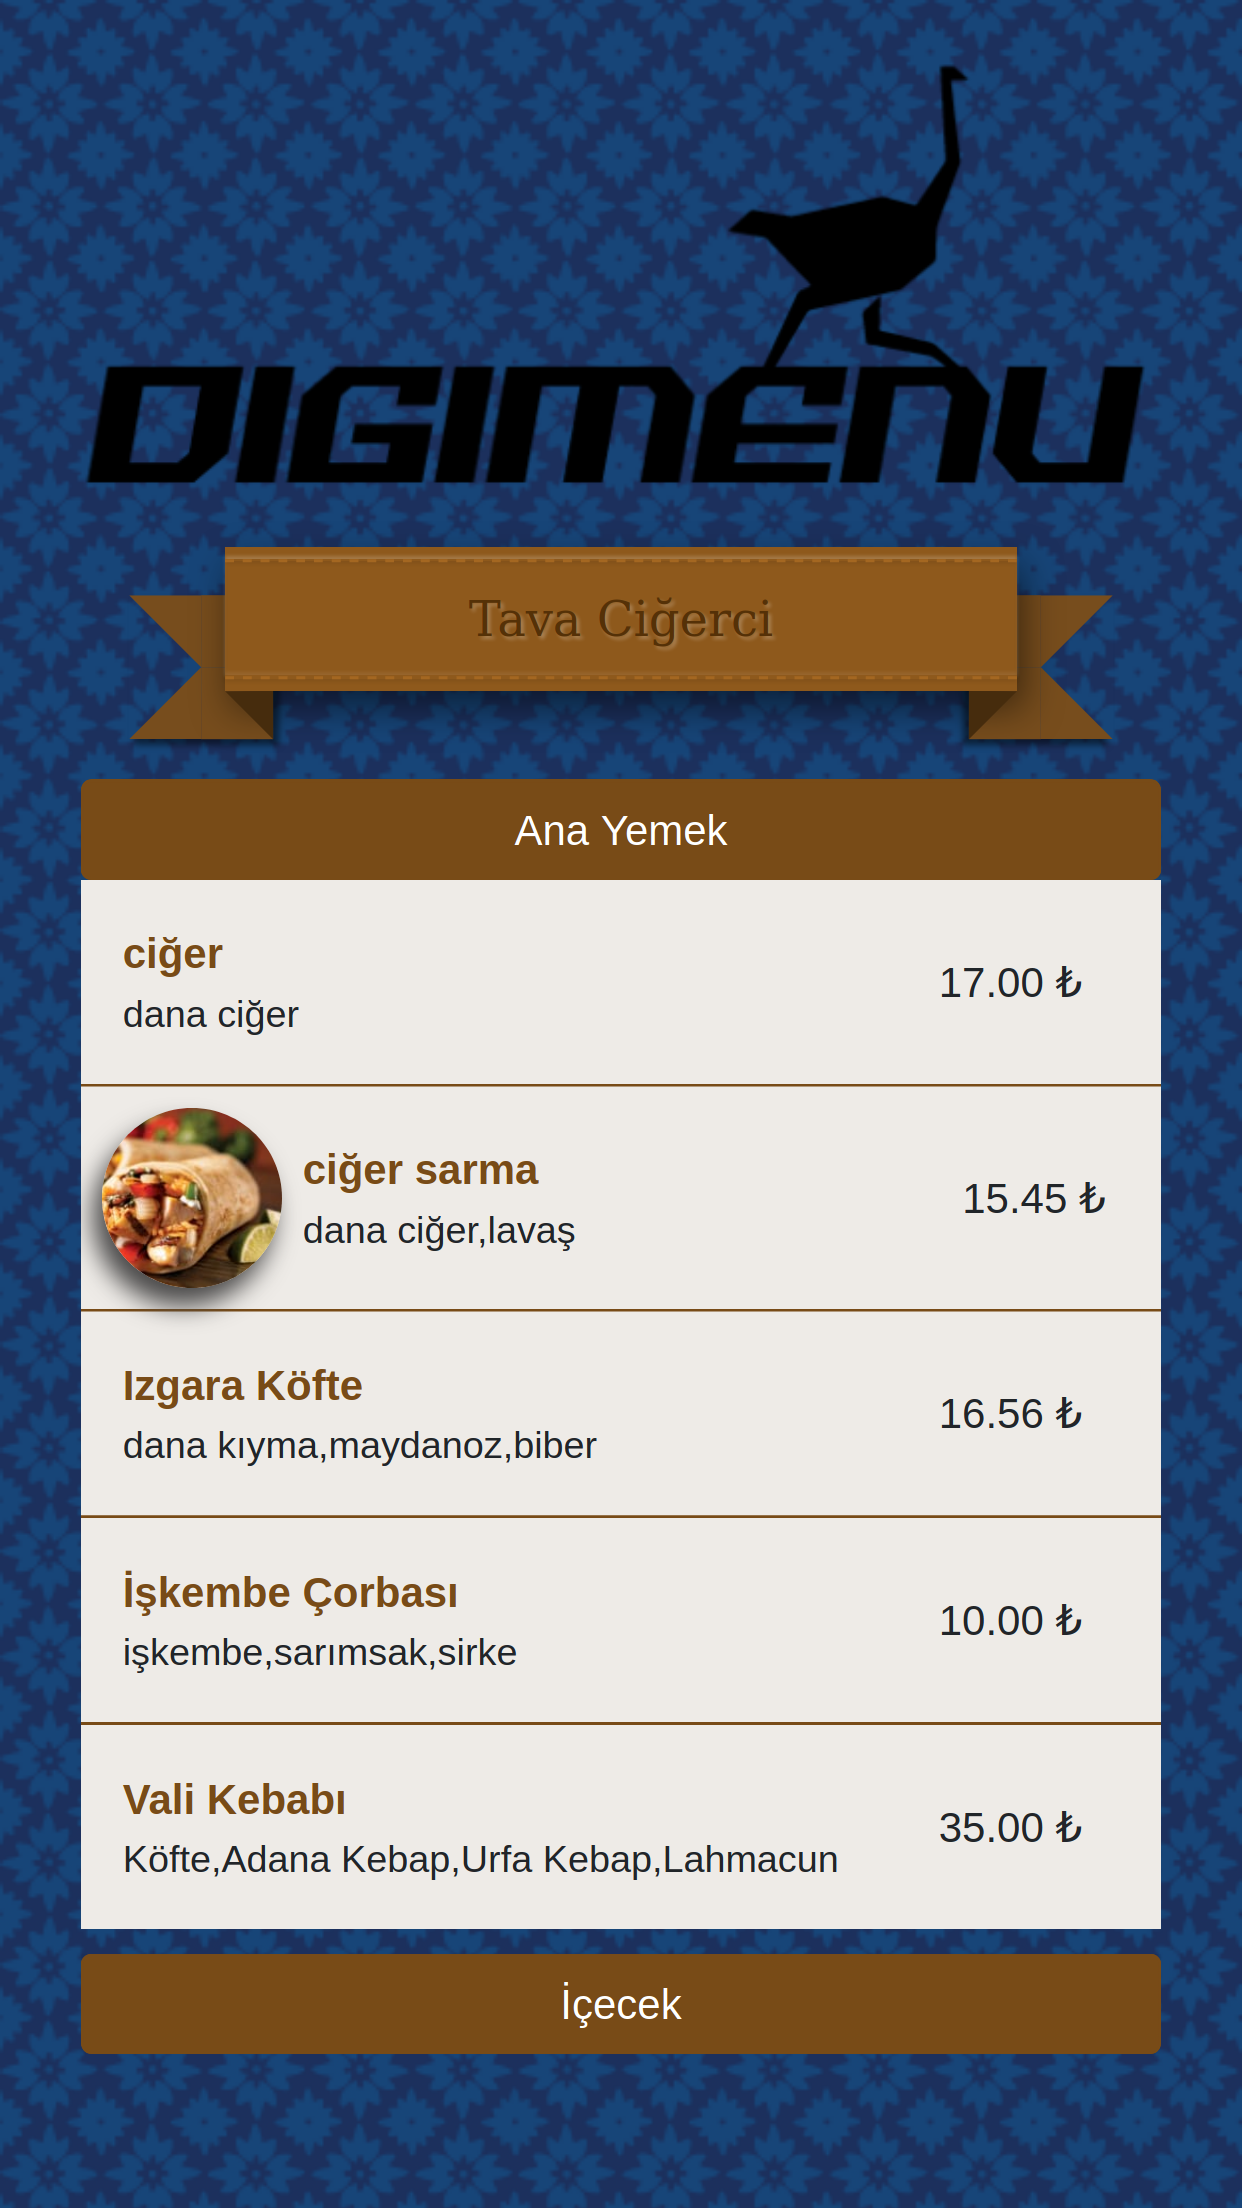 DIGIMENU
Tava Ciğerci
Ana Yemek
ciğer
dana ciğer
17.00 ₺
ciğer sarma
dana ciğer,lavaş
15.45 ₺
Izgara Köfte
dana kıyma,maydanoz,biber
16.56 ₺
İşkembe Çorbası
işkembe,sarımsak,sirke
10.00 ₺
Vali Kebabı
Köfte,Adana Kebap,Urfa Kebap,Lahmacun
35.00 ₺
İçecek